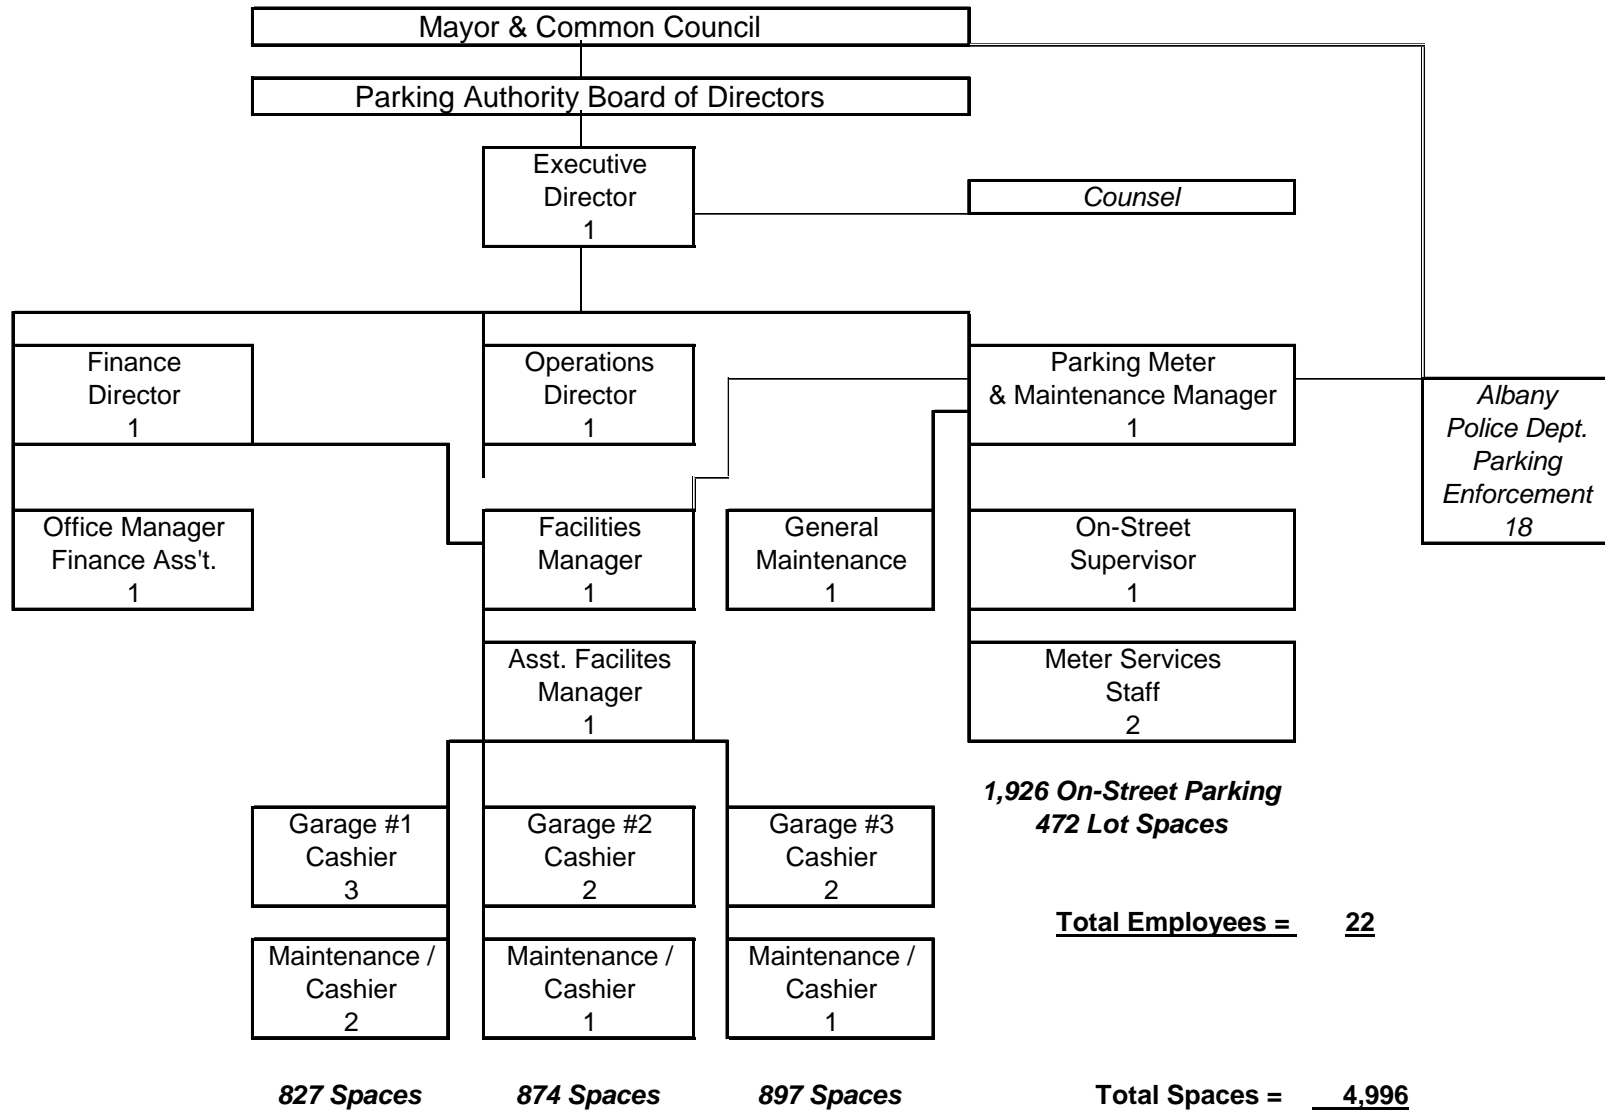 Mayor & Common Council
Parking Authority Board of Directors
Executive
Director
1
Counsel
Finance
Director
1
Operations
Director
1
Parking Meter
& Maintenance Manager
1
Albany
Police Dept.
Parking
Enforcement
18
Office Manager
Finance Ass't.
1
Facilities
Manager
1
General
Maintenance
1
On-Street
Supervisor
1
Asst. Facilites
Manager
1
Meter Services
Staff
2
1,926 On-Street Parking
472 Lot Spaces
Garage #1
Cashier
3
Garage #2
Cashier
2
Garage #3
Cashier
2
Total Employees = 22
Maintenance /
Cashier
2
Maintenance /
Cashier
1
Maintenance /
Cashier
1
827 Spaces
874 Spaces
897 Spaces
Total Spaces = 4,996